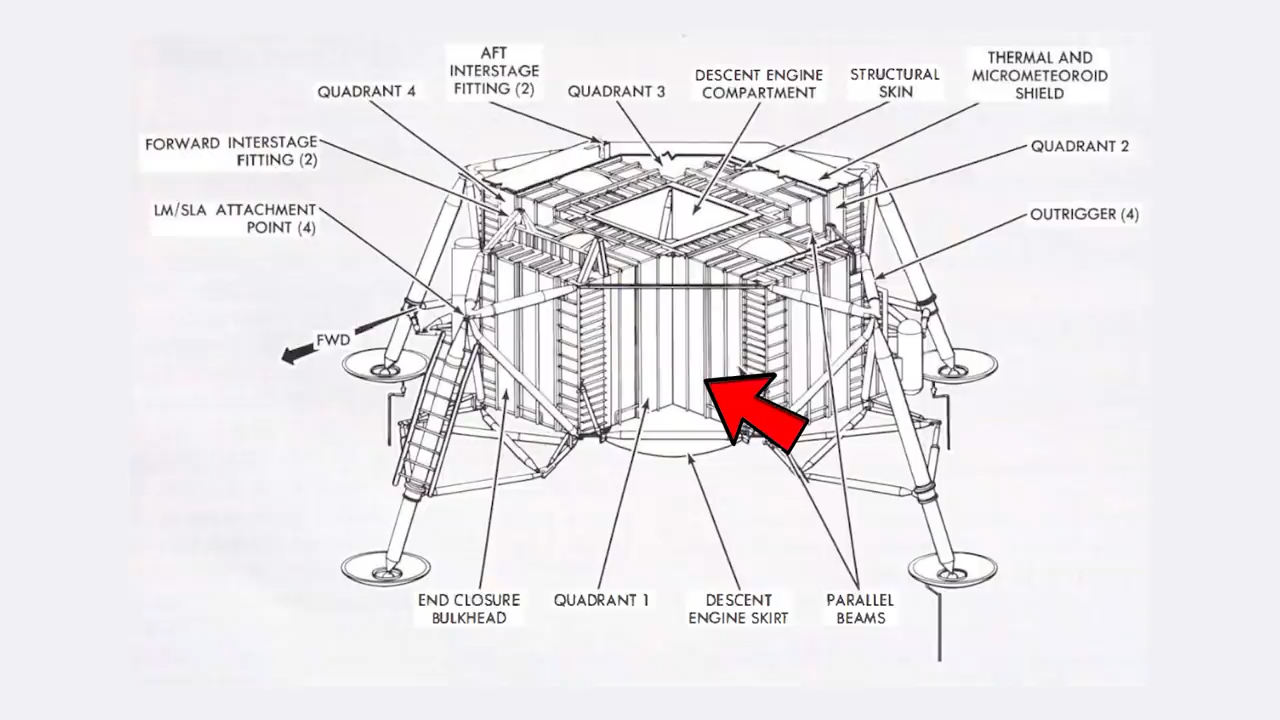 AFT
INTERSTAGE
FITTING (2)
QUADRANT 4
QUADRANT 3
DESCENT ENGINE
COMPARTMENT
STRUCTURAL
SKIN
THERMAL AND
MICROMETEOROID
SHIELD
FORWARD INTERSTAGE
FITTING (2)
QUADRANT 2
LM/SLA ATTACHMENT
POINT (4)
OUTRIGGER (4)
FWD
END CLOSURE
BULKHEAD
QUADRANT 1
DESCENT
ENGINE SKIRT
PARALLEL
BEAMS